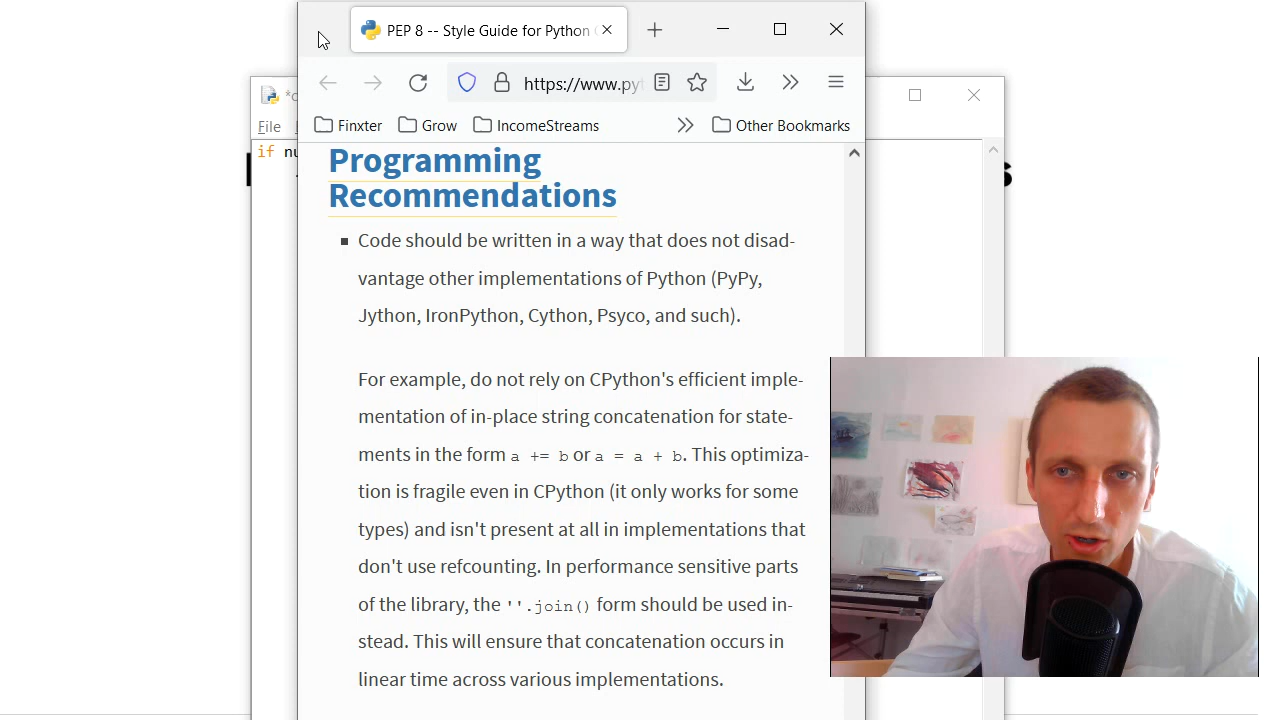 PEP 8 -- Style Guide for Python
https://www.pyt
Finxter
Grow
IncomeStreams
Other Bookmarks
File
if nu
Programming
Recommendations
Code should be written in a way that does not disad-
vantage other implementations of Python (PyPy,
Jython, IronPython, Cython, Psyco, and such).
For example, do not rely on CPython's efficient imple-
mentation of in-place string concatenation for state-
ments in the form a += b or a = a + b. This optimiza-
tion is fragile even in CPython (it only works for some
types) and isn't present at all in implementations that
don't use refcounting. In performance sensitive parts
of the library, the ''.join() form should be used in-
stead. This will ensure that concatenation occurs in
linear time across various implementations.